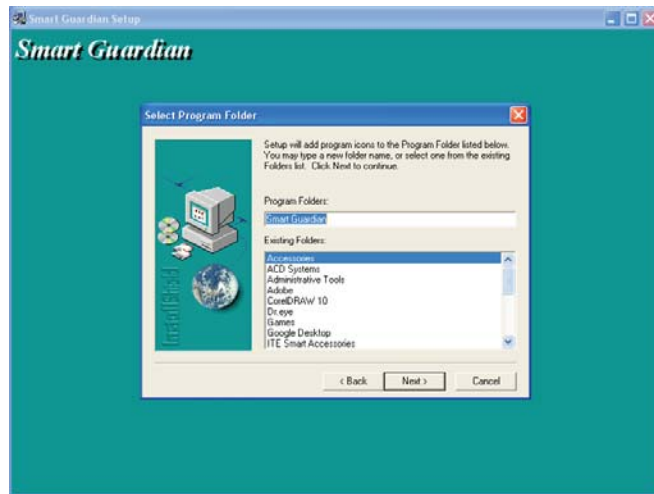 Smart Guardian Setup
Smart Guardian
Select Program Folder
Setup will add program icons to the Program Folder listed below.
You may type a new folder name, or select one from the existing
Folders list. Click Next to continue.
Program Folders:
Smart Guardian
Existing Folders:
Accessories
ACD Systems
Administrative Tools
Adobe
CorelDRAW 10
Dr.eye
Games
Google Desktop
ITE Smart Accessories
InstallShield
< Back
Next >
Cancel